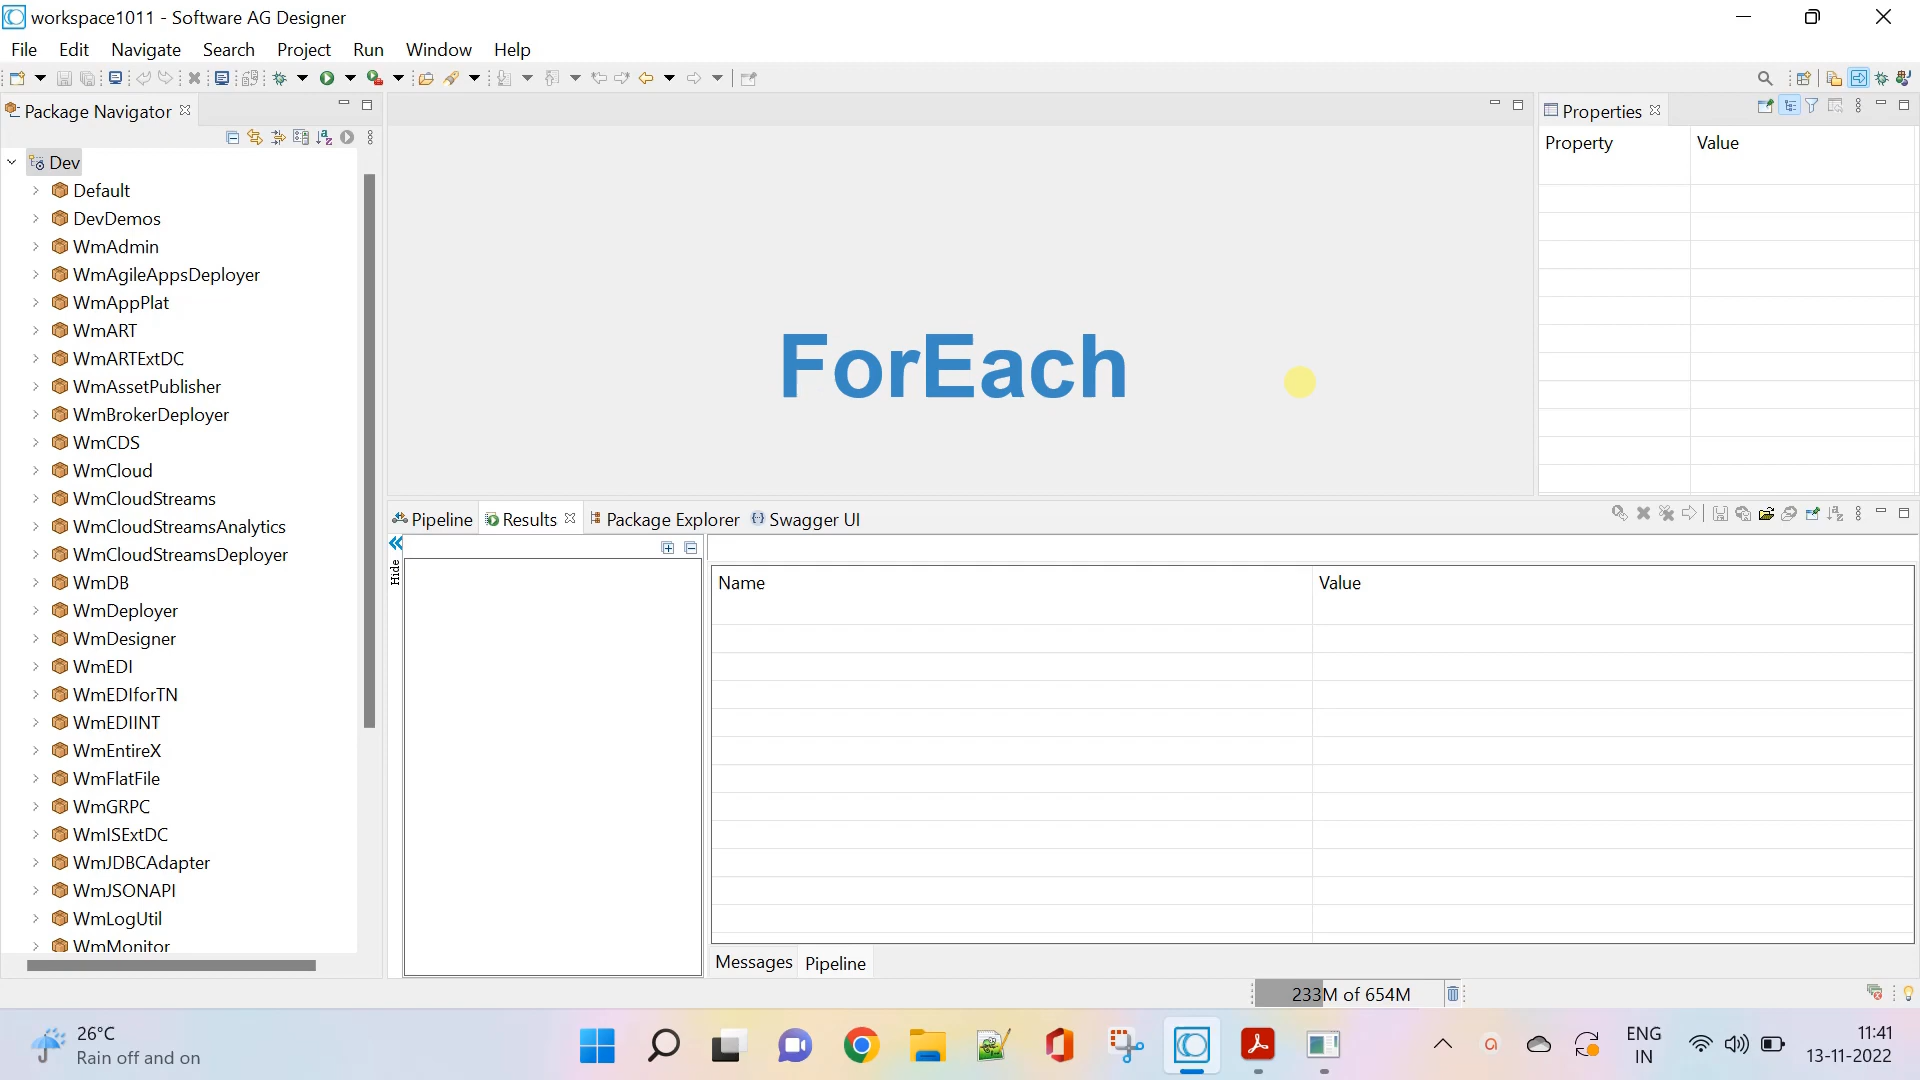 workspace1011 - Software AG Designer
File Edit Navigate Search Project Run Window Help
Package Navigator
Dev
Default
DevDemos
WmAdmin
WmAgileAppsDeployer
WmAppPlat
WmART
WmARTExtDC
WmAssetPublisher
WmBrokerDeployer
WmCDS
WmCloud
WmCloudStreams
WmCloudStreamsAnalytics
WmCloudStreamsDeployer
WmDB
WmDeployer
WmDesigner
WmEDI
WmEDIforTN
WmEDIINT
WmEntireX
WmFlatFile
WmGRPC
WmISExtDC
WmJDBCAdapter
WmJSONAPI
WmLogUtil
WmMonitor
ForEach
Properties
Property Value
Pipeline Results Package Explorer Swagger UI
Hide
Name Value
Messages Pipeline
233M of 654M
26°C
Rain off and on
ENG
IN
11:41
13-11-2022